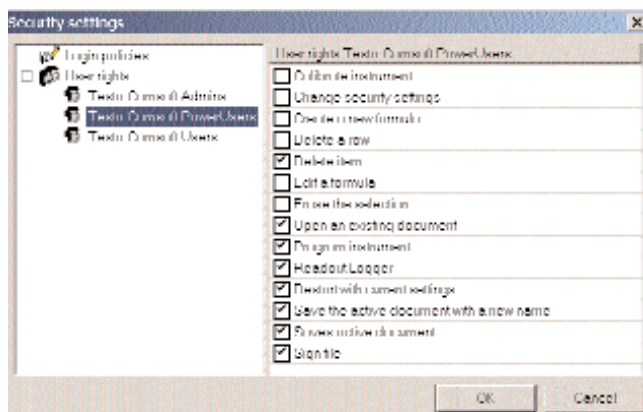 Security settings
Login policies
User rights
Testo Comsoft Admins
Testo Comsoft PowerUsers
Testo Comsoft Users
User rights Testo Comsoft PowerUsers
Calibrate instrument
Change security settings
Create a new formula
Delete a row
Delete item
Edit a formula
Erase the selection
Open an existing document
Program instrument
Readout Logger
Restart with current settings
Save the active document with a new name
Saves active document
Sign file
OK
Cancel